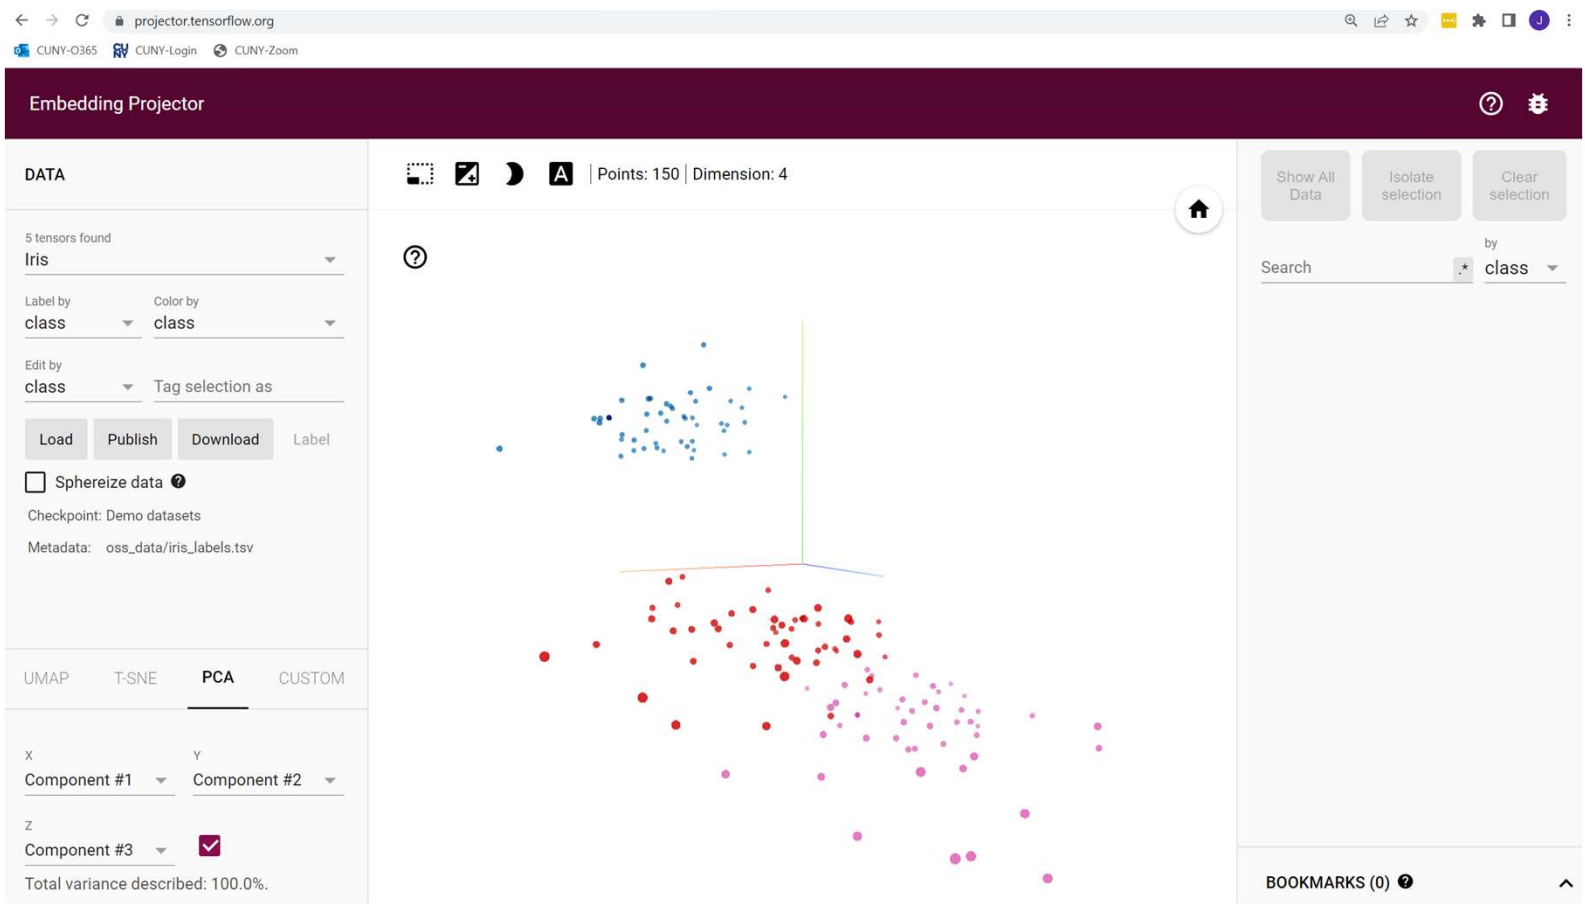 projector.tensorflow.org
J
CUNY-O365 CUNY-Login CUNY-Zoom
Embedding Projector
DATA
5 tensors found
Iris
Label by Color by
class class
Edit by
class Tag selection as
Load Publish Download Label
Sphereize data
Checkpoint: Demo datasets
Metadata: oss_data/iris_labels.tsv
UMAP T-SNE PCA CUSTOM
X Y
Component #1 Component #2
Z
Component #3
Total variance described: 100.0%.
A Points: 150 Dimension: 4
Show All Data
Isolate selection
Clear selection
by
Search .* class
BOOKMARKS (0)